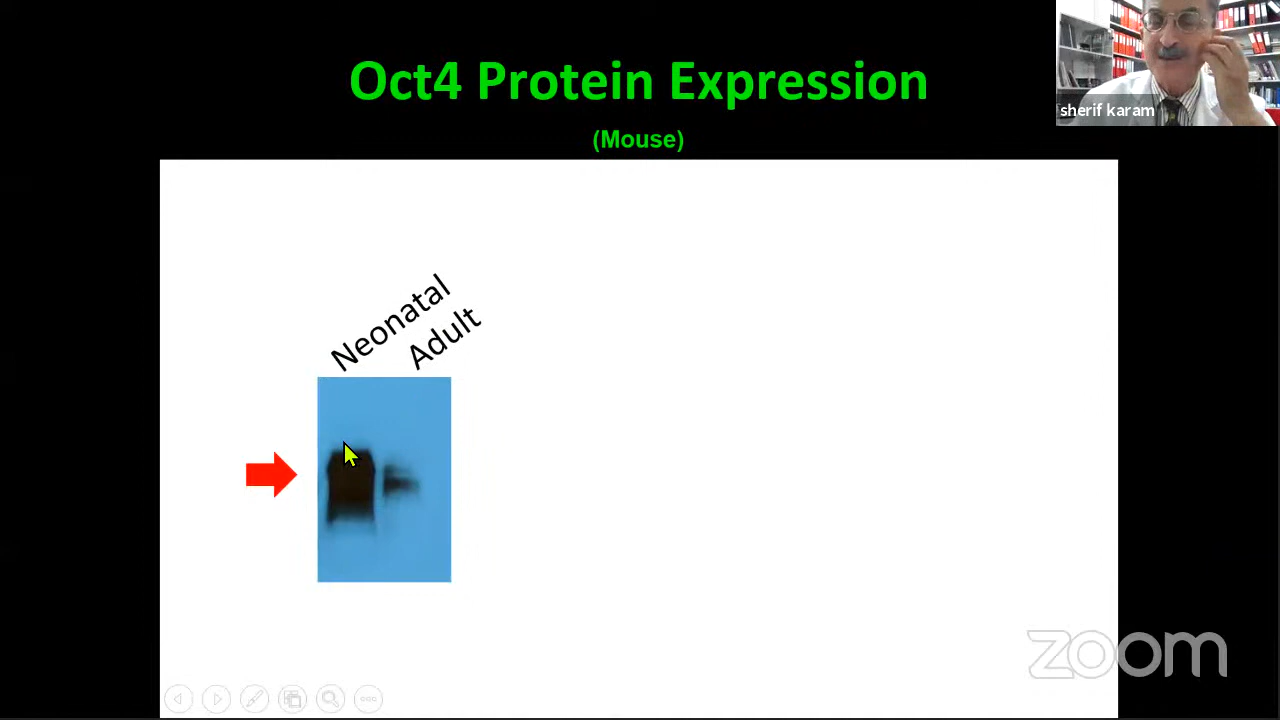 Oct4 Protein Expression
sherif karam
(Mouse)
Neonatal
Adult
zoom